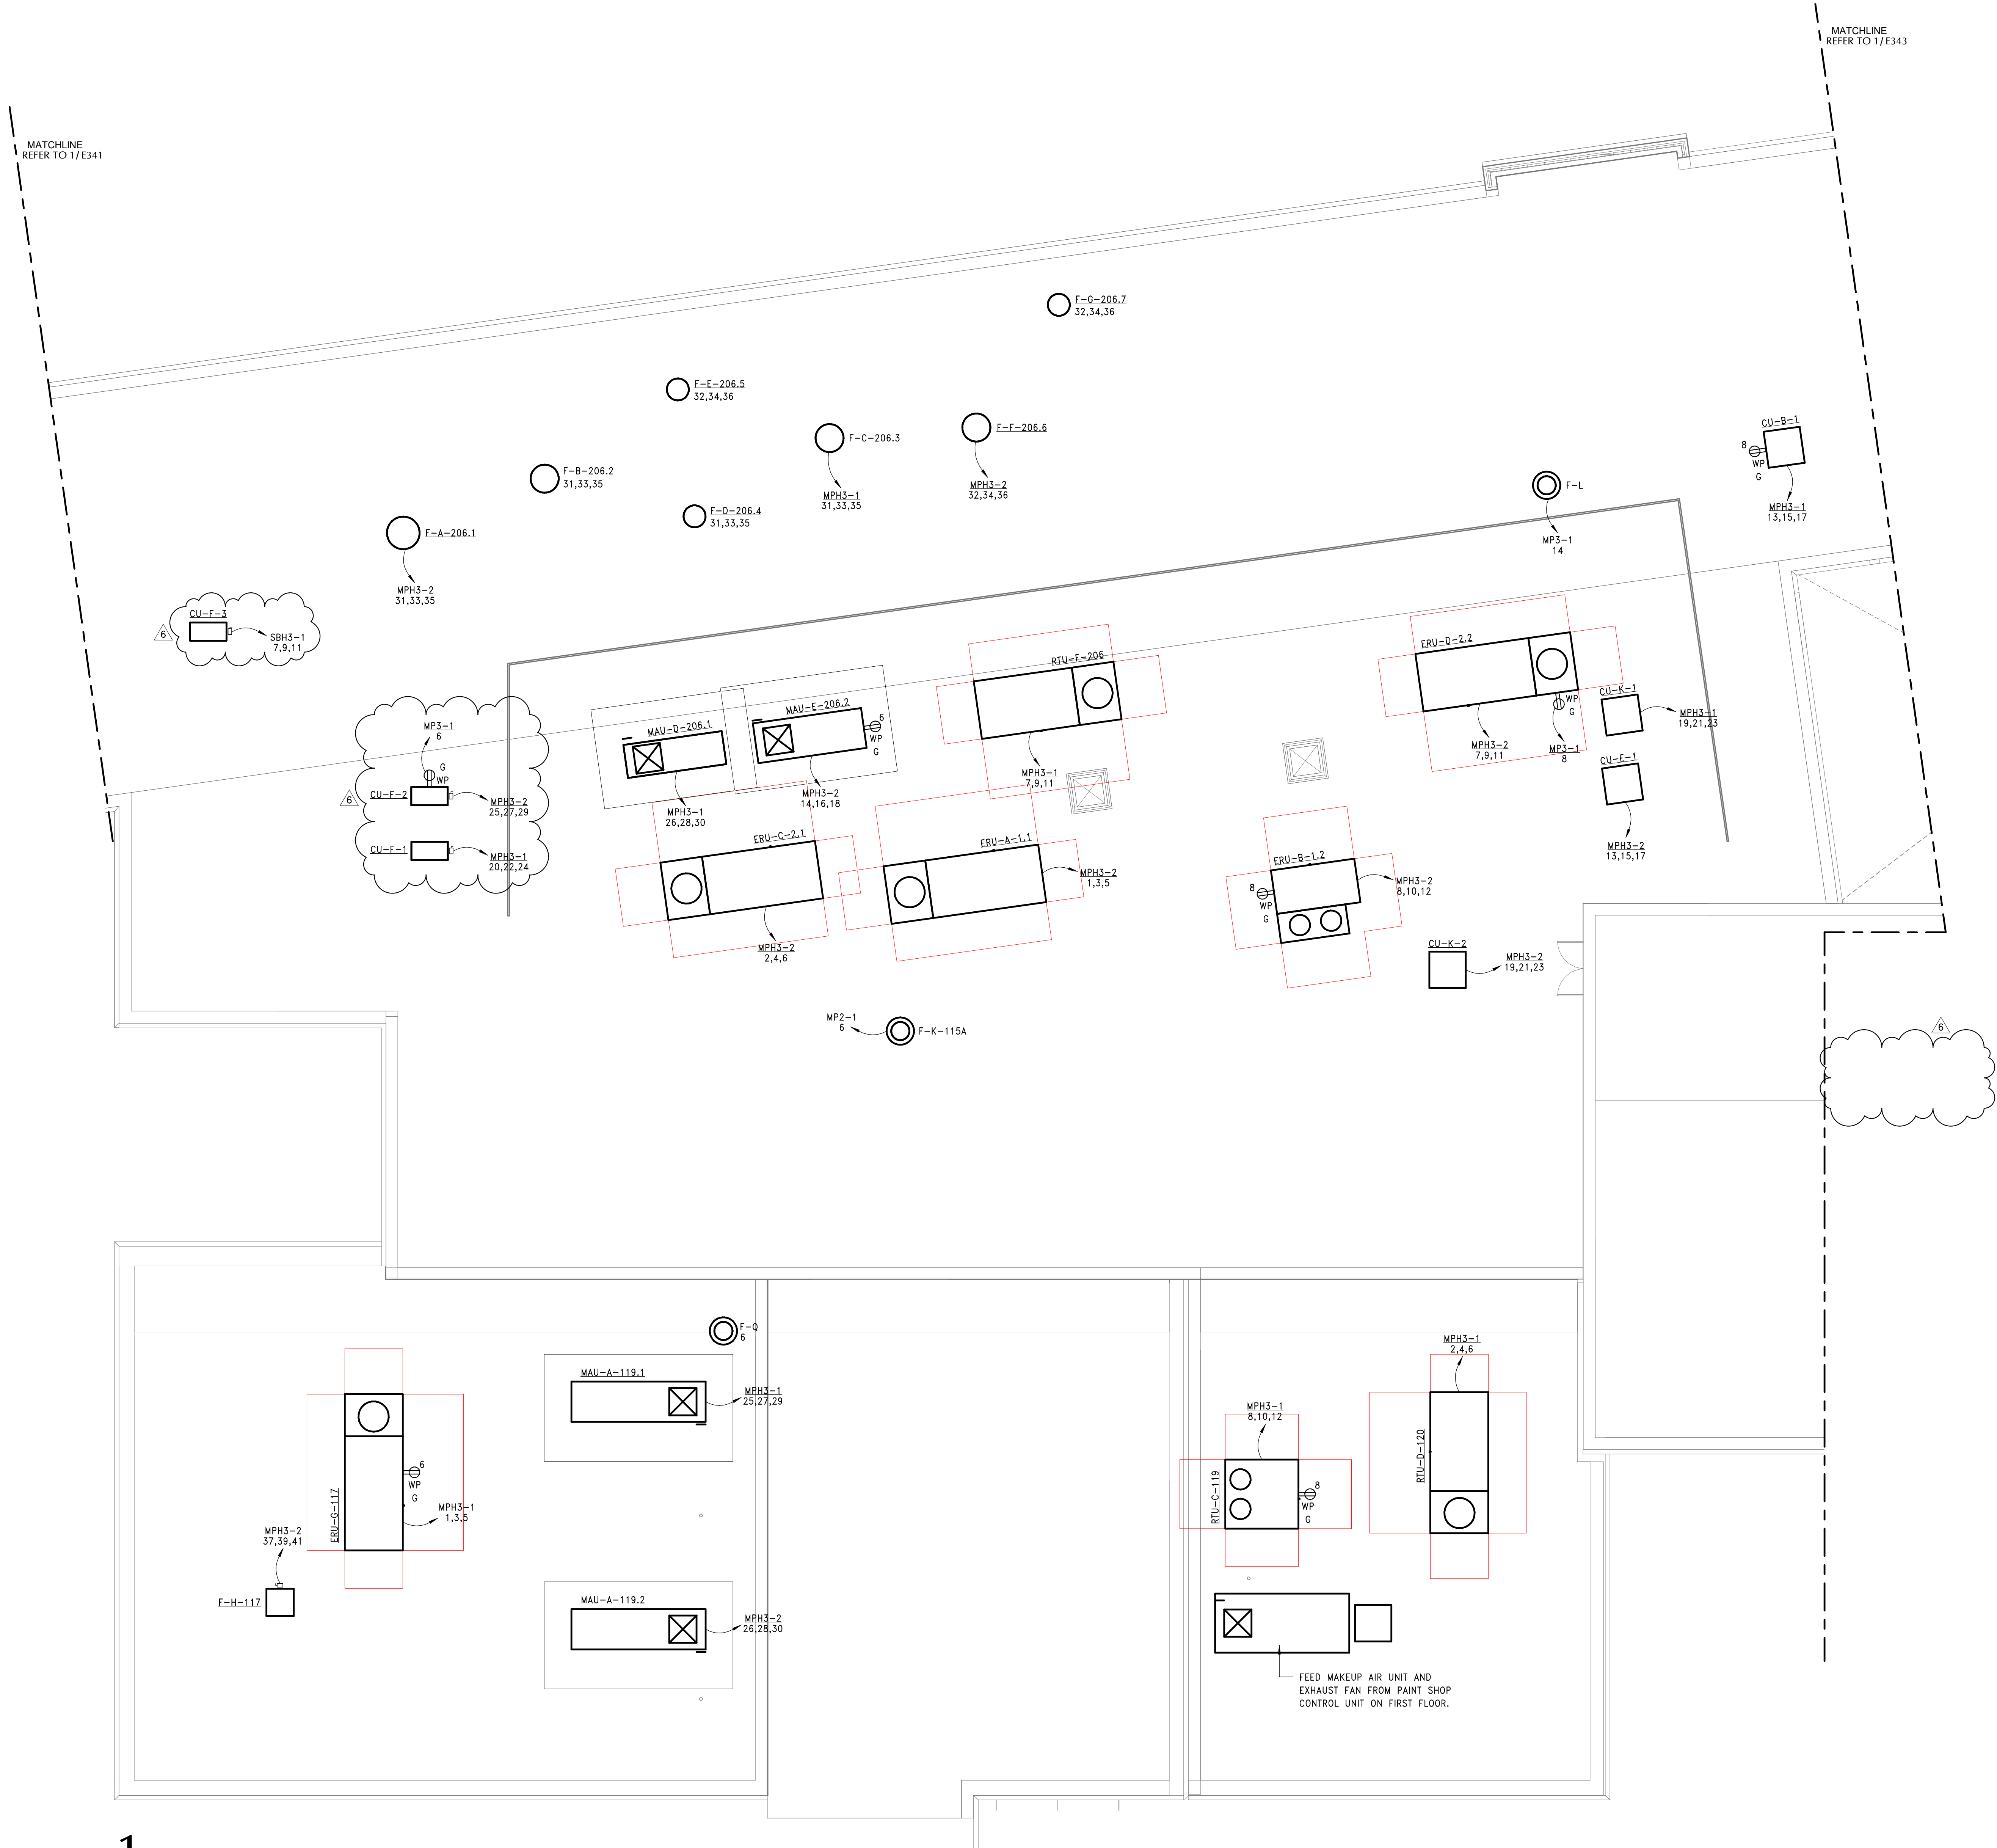 MATCHLINE
REFER TO 1/E343
MATCHLINE
REFER TO 1/E341
F-G-206.7
32,34,36
F-E-206.5
32,34,36
F-C-206.3
MPH3-1
31,33,35
F-F-206.6
MPH3-2
32,34,36
F-B-206.2
31,33,35
F-D-206.4
31,33,35
F-A-206.1
MPH3-2
31,33,35
CU-B-1
8
WP
G
MPH3-1
13,15,17
F-L
MP3-1
14
CU-F-3
6
SBH3-1
7,9,11
MP3-1
6
G
WP
CU-F-2
6
MPH3-2
25,27,29
CU-F-1
MPH3-1
20,22,24
MAU-D-206.1
MPH3-1
26,28,30
MAU-E-206.2
6
WP
G
MPH3-2
14,16,18
RTU-F-206
MPH3-1
7,9,11
ERU-D-2.2
WP
G
MPH3-2
7,9,11
MP3-1
8
CU-K-1
MPH3-1
19,21,23
CU-E-1
MPH3-2
13,15,17
ERU-C-2.1
MPH3-2
2,4,6
ERU-A-1.1
MPH3-2
1,3,5
ERU-B-1.2
8
WP
G
MPH3-2
8,10,12
CU-K-2
MPH3-2
19,21,23
MP2-1
6
F-K-115A
6
F-Q
6
MAU-A-119.1
MPH3-1
25,27,29
ERU-G-117
6
WP
G
MPH3-1
1,3,5
MPH3-2
37,39,41
F-H-117
MAU-A-119.2
MPH3-2
26,28,30
MPH3-1
2,4,6
RTU-D-120
MPH3-1
8,10,12
RTU-C-119
8
WP
G
FEED MAKEUP AIR UNIT AND
EXHAUST FAN FROM PAINT SHOP
CONTROL UNIT ON FIRST FLOOR.
1